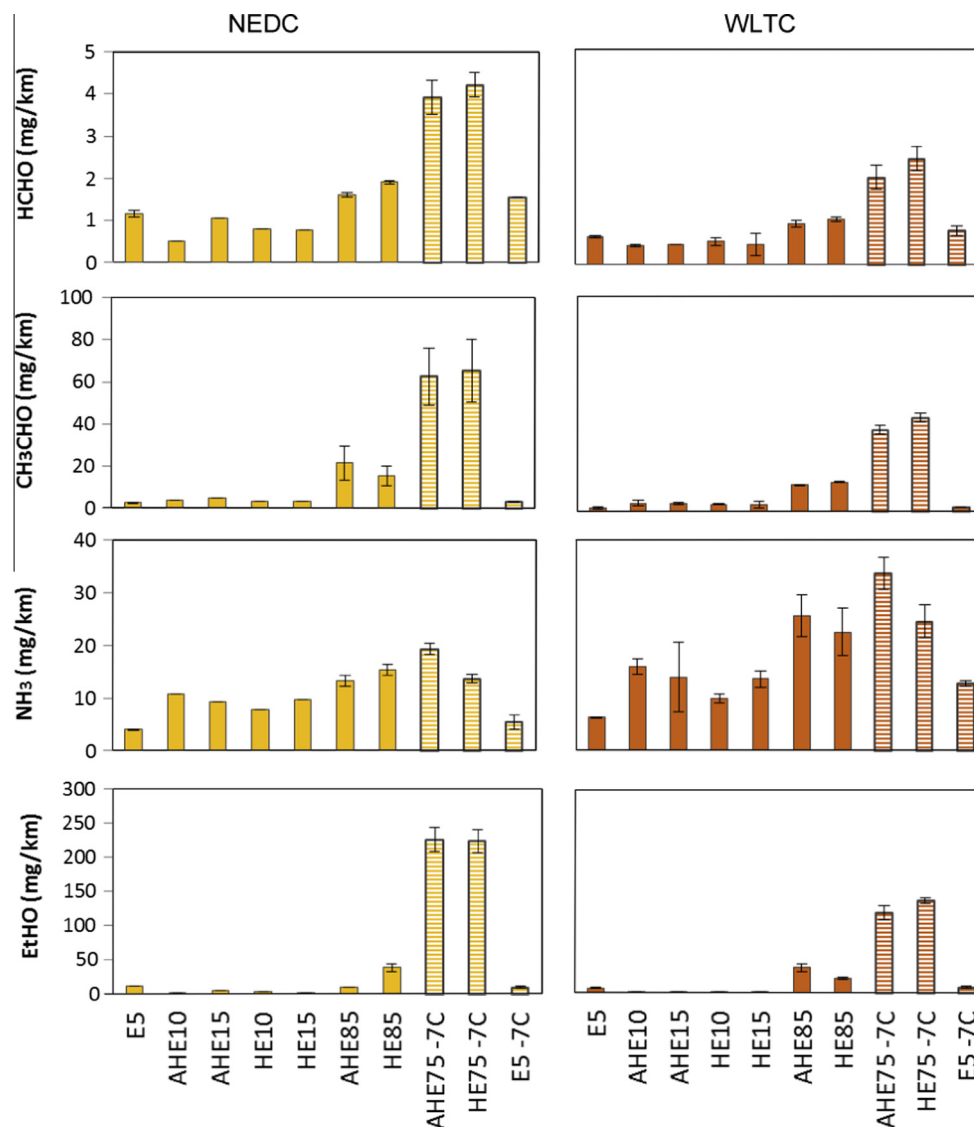 NEDC
WLTC
HCHO (mg/km)
5
4
3
2
1
0
CH3CHO (mg/km)
100
80
60
40
20
0
NH3 (mg/km)
40
30
20
10
0
EtHO (mg/km)
300
250
200
150
100
50
0
E5
AHE10
AHE15
HE10
HE15
AHE85
HE85
AHE75 -7C
HE75 -7C
E5 -7C
E5
AHE10
AHE15
HE10
HE15
AHE85
HE85
AHE75 -7C
HE75 -7C
E5 -7C